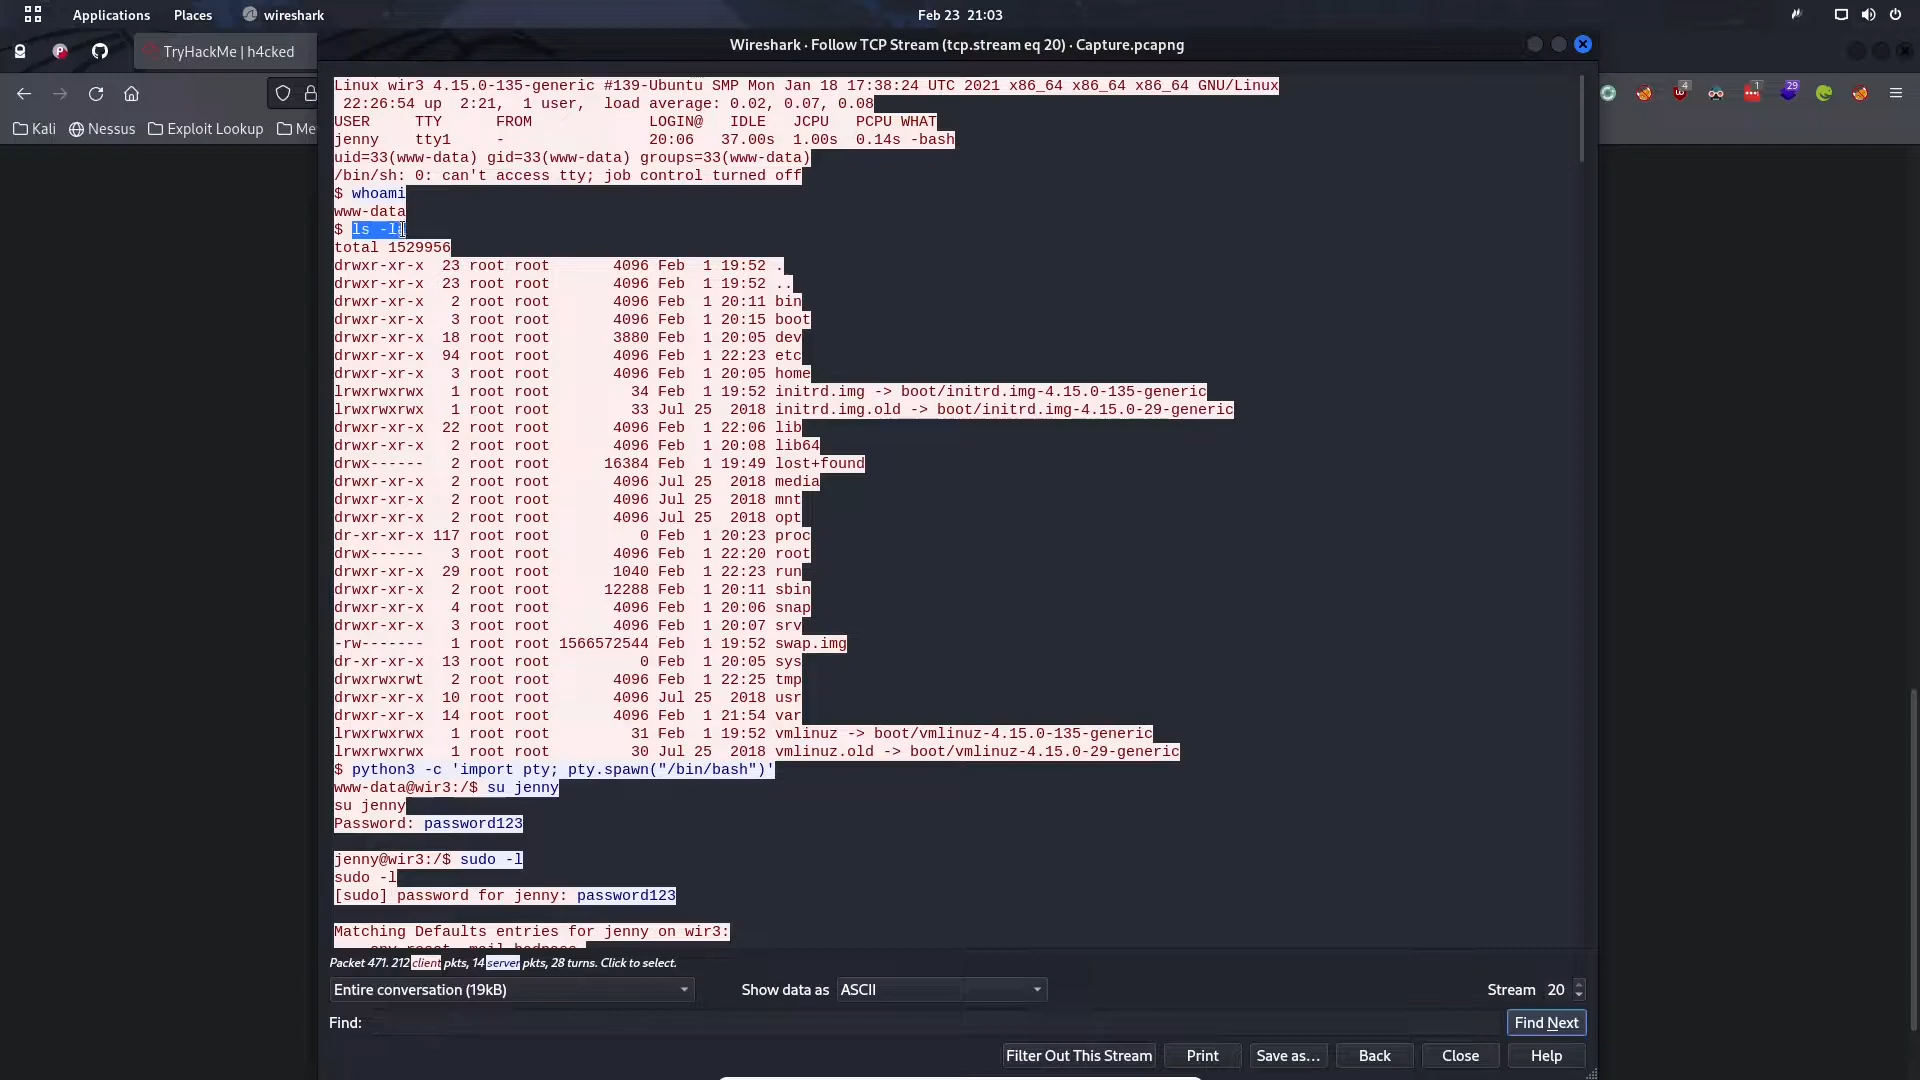 Applications Places wireshark Feb 23 21:03
TryHackMe | h4cked
Wireshark · Follow TCP Stream (tcp.stream eq 20) · Capture.pcapng
4 1 29
Kali Nessus Exploit Lookup
Linux wir3 4.15.0-135-generic #139-Ubuntu SMP Mon Jan 18 17:38:24 UTC 2021 x86_64 x86_64 x86_64 GNU/Linux
22:26:54 up 2:21, 1 user, load average: 0.02, 0.07, 0.08
USER TTY FROM LOGIN@ IDLE JCPU PCPU WHAT
jenny tty1 - 20:06 37.00s 1.00s 0.14s -bash
uid=33(www-data) gid=33(www-data) groups=33(www-data)
/bin/sh: 0: can't access tty; job control turned off
$ whoami
www-data
$ ls
total 1529956
drwxr-xr-x 23 root root 4096 Feb 1 19:52 .
drwxr-xr-x 23 root root 4096 Feb 1 19:52 ..
drwxr-xr-x 2 root root 4096 Feb 1 20:11 bin
drwxr-xr-x 3 root root 4096 Feb 1 20:15 boot
drwxr-xr-x 18 root root 3880 Feb 1 20:05 dev
drwxr-xr-x 94 root root 4096 Feb 1 22:23 etc
drwxr-xr-x 3 root root 4096 Feb 1 20:05 home
lrwxrwxrwx 1 root root 34 Feb 1 19:52 initrd.img -> boot/initrd.img-4.15.0-135-generic
lrwxrwxrwx 1 root root 33 Jul 25 2018 initrd.img.old -> boot/initrd.img-4.15.0-29-generic
drwxr-xr-x 22 root root 4096 Feb 1 22:06 lib
drwxr-xr-x 2 root root 4096 Feb 1 20:08 lib64
drwx------ 2 root root 16384 Feb 1 19:49 lost+found
drwxr-xr-x 2 root root 4096 Jul 25 2018 media
drwxr-xr-x 2 root root 4096 Jul 25 2018 mnt
drwxr-xr-x 2 root root 4096 Jul 25 2018 opt
dr-xr-xr-x 117 root root 0 Feb 1 20:23 proc
drwx------ 3 root root 4096 Feb 1 22:20 root
drwxr-xr-x 29 root root 1040 Feb 1 22:23 run
drwxr-xr-x 2 root root 12288 Feb 1 20:11 sbin
drwxr-xr-x 4 root root 4096 Feb 1 20:06 snap
drwxr-xr-x 3 root root 4096 Feb 1 20:07 srv
-rw------- 1 root root 1566572544 Feb 1 19:52 swap.img
dr-xr-xr-x 13 root root 0 Feb 1 20:05 sys
drwxrwxrwt 2 root root 4096 Feb 1 22:25 tmp
drwxr-xr-x 10 root root 4096 Jul 25 2018 usr
drwxr-xr-x 14 root root 4096 Feb 1 21:54 var
lrwxrwxrwx 1 root root 31 Feb 1 19:52 vmlinuz -> boot/vmlinuz-4.15.0-135-generic
lrwxrwxrwx 1 root root 30 Jul 25 2018 vmlinuz.old -> boot/vmlinuz-4.15.0-29-generic
$ python3 -c 'import pty; pty.spawn("/bin/bash")'
www-data@wir3:/$ su jenny
su jenny
Password: password123
jenny@wir3:/$ sudo -l
sudo -l
[sudo] password for jenny: password123
Matching Defaults entries for jenny on wir3:
Packet 471. 212 client pkts, 14 server pkts, 28 turns. Click to select.
Entire conversation (19kB) Show data as ASCII Stream 20
Find: Find Next
Filter Out This Stream Print Save as… Back Close Help